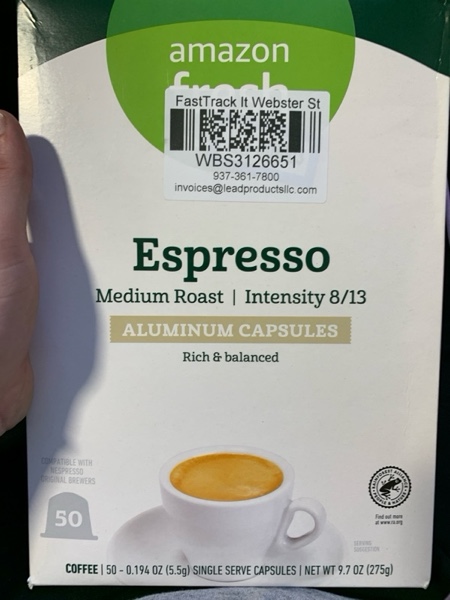 amazon
fresh
FastTrack It Webster St
WBS3126651
937-361-7800
invoices@leadproductsllc.com
Espresso
Medium Roast | Intensity 8/13
ALUMINUM CAPSULES
Rich & balanced
COMPATIBLE WITH
NESPRESSO
ORIGINAL BREWERS
50
Find out more
at www.ra.org
SERVING
SUGGESTION
COFFEE | 50 - 0.194 OZ (5.5g) SINGLE SERVE CAPSULES | NET WT 9.7 OZ (275g)